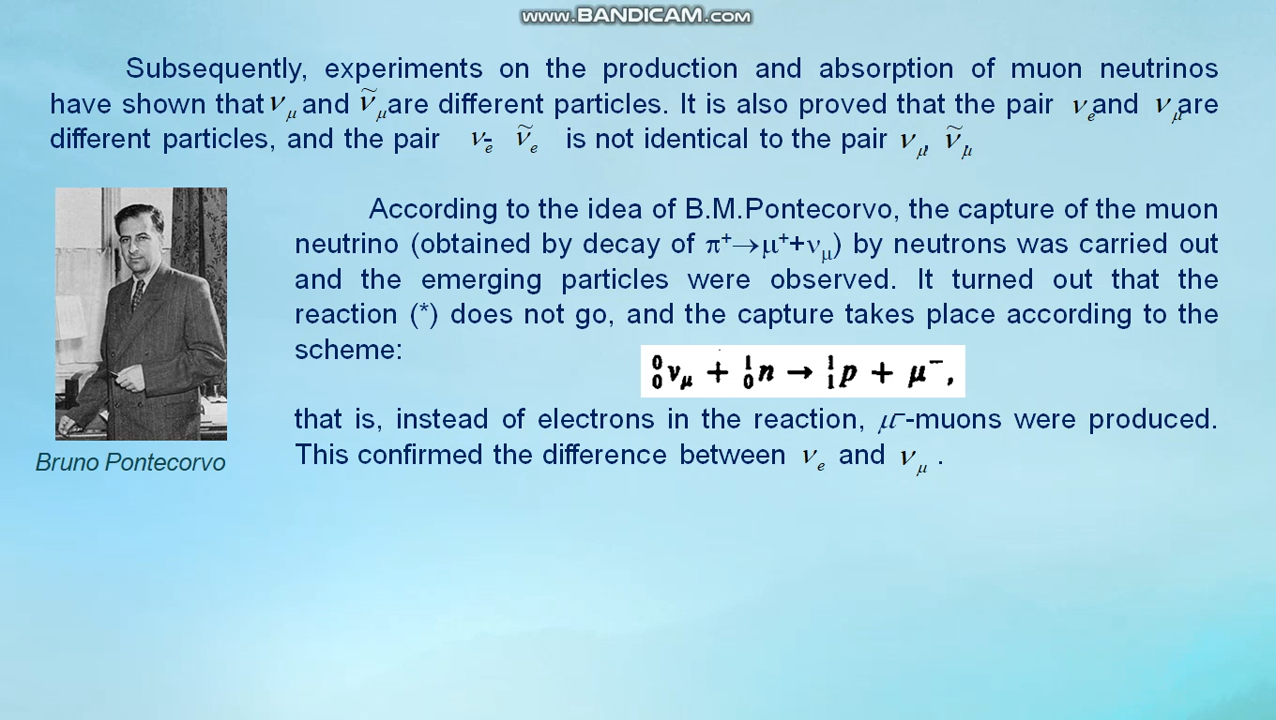 www.BANDICAM.com
Subsequently, experiments on the production and absorption of muon neutrinos
have shown that ν_μ and ν̃_μ are different particles. It is also proved that the pair ν_e and ν_μ are
different particles, and the pair ν_e - ν̃_e is not identical to the pair ν_μ, ν̃_μ.
According to the idea of B.M.Pontecorvo, the capture of the muon
neutrino (obtained by decay of π⁺→μ⁺+ν_μ) by neutrons was carried out
and the emerging particles were observed. It turned out that the
reaction (*) does not go, and the capture takes place according to the
scheme:
⁰₀ν_μ + ¹₀n → ¹₁p + μ⁻,
that is, instead of electrons in the reaction, μ⁻-muons were produced.
This confirmed the difference between ν_e and ν_μ .
Bruno Pontecorvo